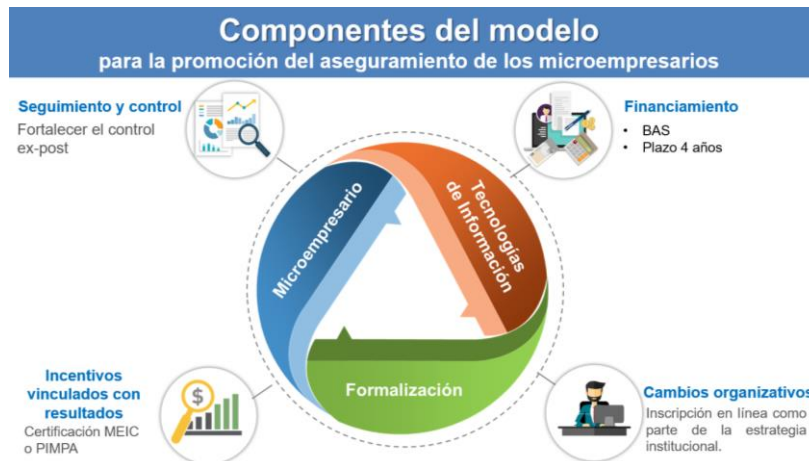 Componentes del modelo
para la promoción del aseguramiento de los microempresarios
Seguimiento y control
Fortalecer el control
ex-post
Financiamiento
• BAS
• Plazo 4 años
Microempresario
Tecnologías
de Información
Formalización
Incentivos
vinculados con
resultados
Certificación MEIC
o PIMPA
$
Cambios organizativos
Inscripción en línea como
parte de la estrategia
institucional.